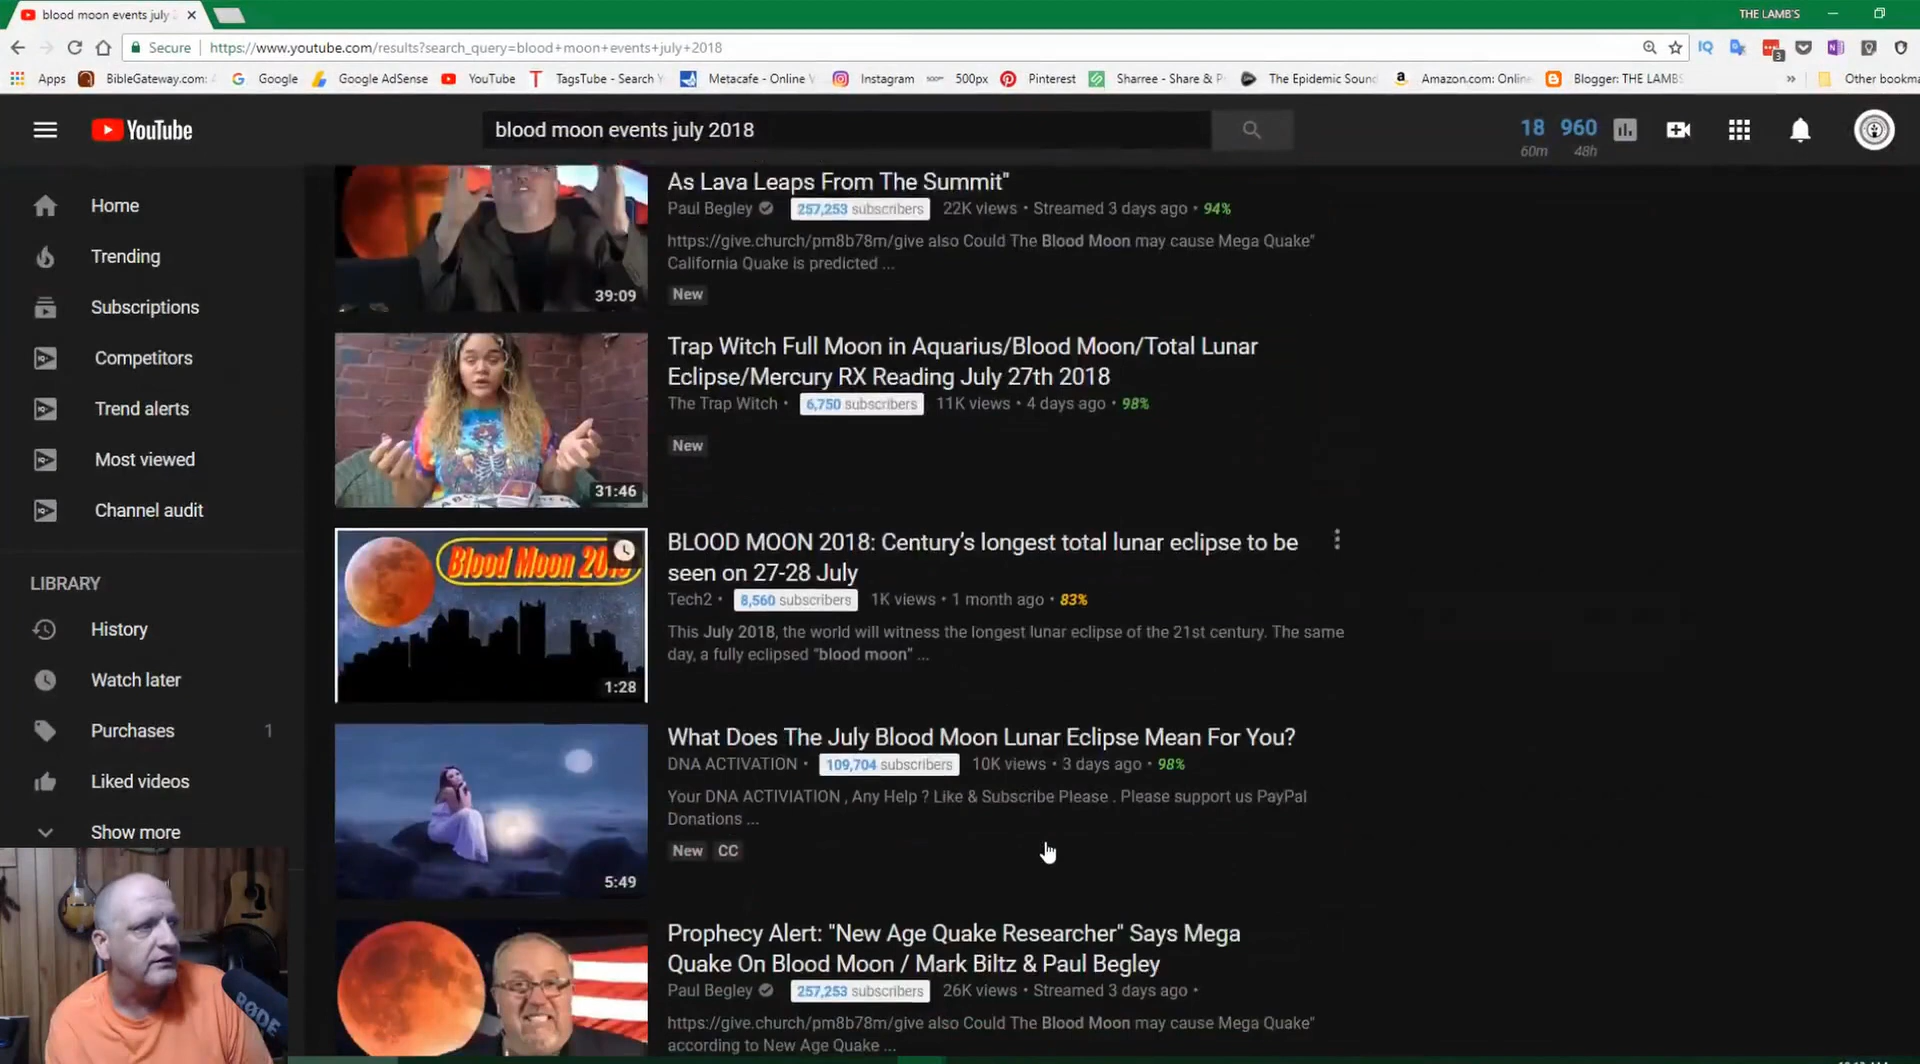 blood moon events july
THE LAMB'S
Secure
https://www.youtube.com/results?search_query=blood+moon+events+july+2018
Apps
BibleGateway.com:
Google
Google AdSense
YouTube
TagsTube - Search Y
Metacafe - Online V
Instagram
500px
Pinterest
Sharree - Share & P
The Epidemic Sound
Amazon.com: Online
Blogger: THE LAMBS
»
Other bookma
YouTube
blood moon events july 2018
18 960
60m 48h
Home
Trending
Subscriptions
Competitors
Trend alerts
Most viewed
Channel audit
LIBRARY
History
Watch later
Purchases 1
Liked videos
Show more
39:09
As Lava Leaps From The Summit"
Paul Begley 257,253 subscribers 22K views • Streamed 3 days ago • 94%
https://give.church/pm8b78m/give also Could The Blood Moon may cause Mega Quake"
California Quake is predicted ...
New
31:46
Trap Witch Full Moon in Aquarius/Blood Moon/Total Lunar
Eclipse/Mercury RX Reading July 27th 2018
The Trap Witch • 6,750 subscribers 11K views • 4 days ago • 98%
New
Blood Moon 20
1:28
BLOOD MOON 2018: Century's longest total lunar eclipse to be
seen on 27-28 July
Tech2 • 8,560 subscribers 1K views • 1 month ago • 83%
This July 2018, the world will witness the longest lunar eclipse of the 21st century. The same
day, a fully eclipsed "blood moon" ...
5:49
What Does The July Blood Moon Lunar Eclipse Mean For You?
DNA ACTIVATION • 109,704 subscribers 10K views • 3 days ago • 98%
Your DNA ACTIVIATION , Any Help ? Like & Subscribe Please . Please support us PayPal
Donations ...
New CC
Prophecy Alert: "New Age Quake Researcher" Says Mega
Quake On Blood Moon / Mark Biltz & Paul Begley
Paul Begley 257,253 subscribers 26K views • Streamed 3 days ago •
https://give.church/pm8b78m/give also Could The Blood Moon may cause Mega Quake"
according to New Age Quake ...
RØDE